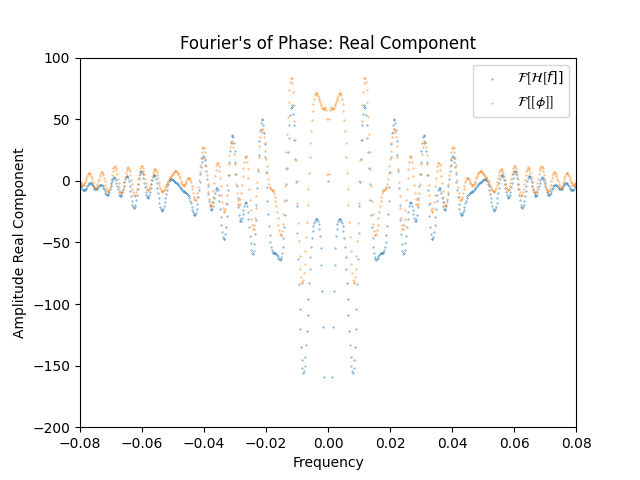 Fourier's of Phase: Real Component
ℱ[ℋ[f]]
ℱ[[ϕ]]
Amplitude Real Component
100
50
0
−50
−100
−150
−200
−0.08 −0.06 −0.04 −0.02 0.00 0.02 0.04 0.06 0.08
Frequency